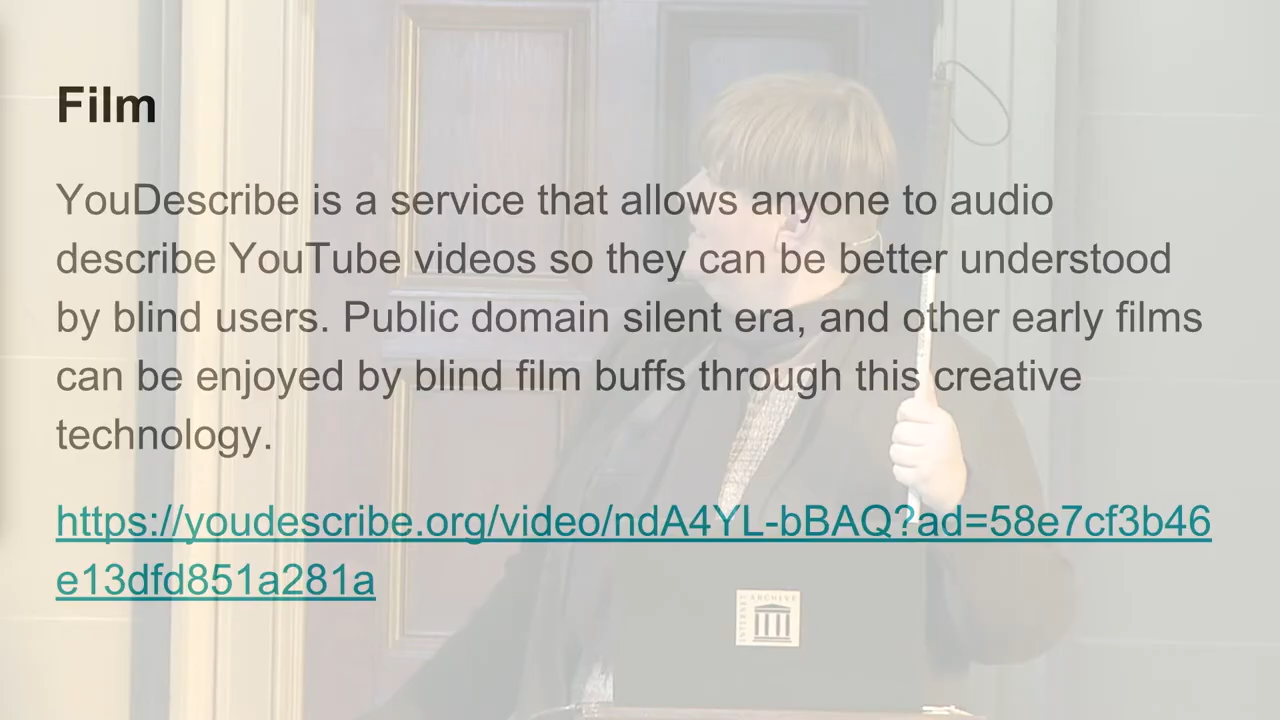 Film
YouDescribe is a service that allows anyone to audio
describe YouTube videos so they can be better understood
by blind users. Public domain silent era, and other early films
can be enjoyed by blind film buffs through this creative
technology.
https://youdescribe.org/video/ndA4YL-bBAQ?ad=58e7cf3b46
e13dfd851a281a
INTERNET ARCHIVE